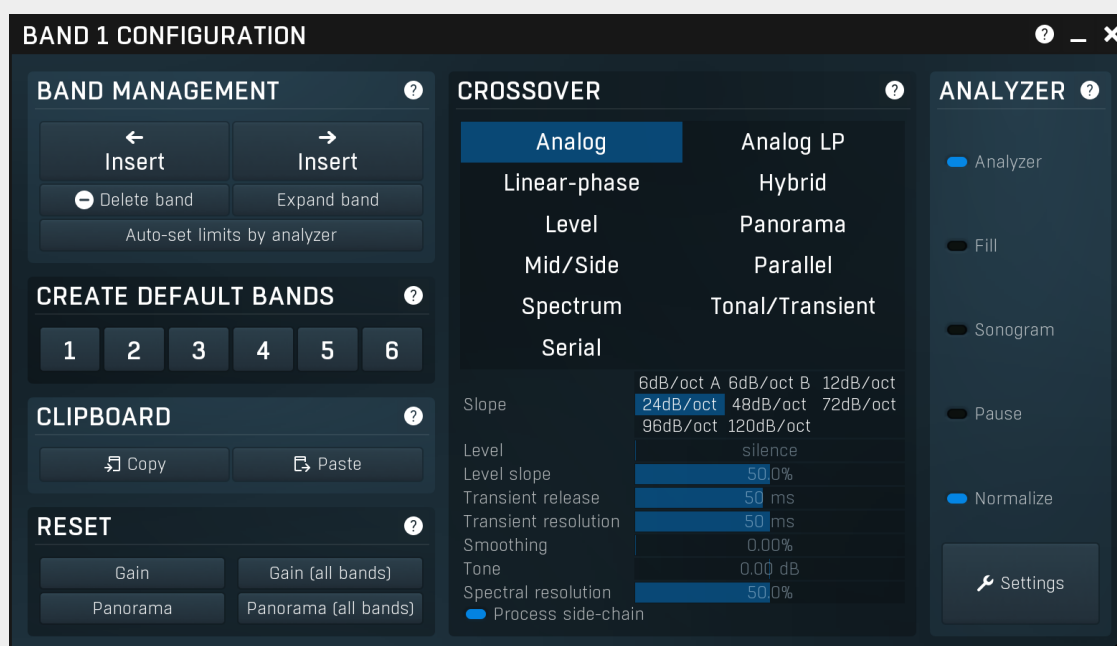 BAND 1 CONFIGURATION
BAND MANAGEMENT
Insert Insert
Delete band Expand band
Auto-set limits by analyzer
CREATE DEFAULT BANDS
1 2 3 4 5 6
CLIPBOARD
Copy Paste
RESET
Gain Gain (all bands)
Panorama Panorama (all bands)
CROSSOVER
Analog Analog LP
Linear-phase Hybrid
Level Panorama
Mid/Side Parallel
Spectrum Tonal/Transient
Serial
6dB/oct A 6dB/oct B 12dB/oct
Slope 24dB/oct 48dB/oct 72dB/oct
96dB/oct 120dB/oct
Level silence
Level slope 50.0%
Transient release 50 ms
Transient resolution 50 ms
Smoothing 0.00%
Tone 0.00 dB
Spectral resolution 50.0%
Process side-chain
ANALYZER
Analyzer
Fill
Sonogram
Pause
Normalize
Settings